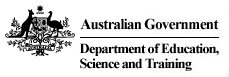 Australian Government
Department of Education,
Science and Training